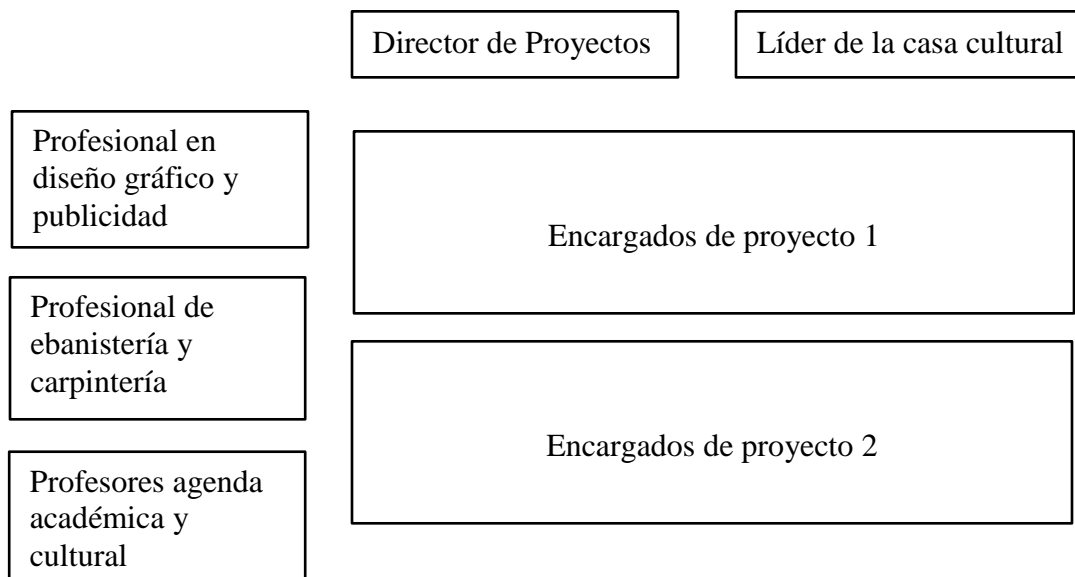 Director de Proyectos
Líder de la casa cultural
Profesional en
diseño gráfico y
publicidad
Encargados de proyecto 1
Profesional de
ebanistería y
carpintería
Encargados de proyecto 2
Profesores agenda
académica y
cultural